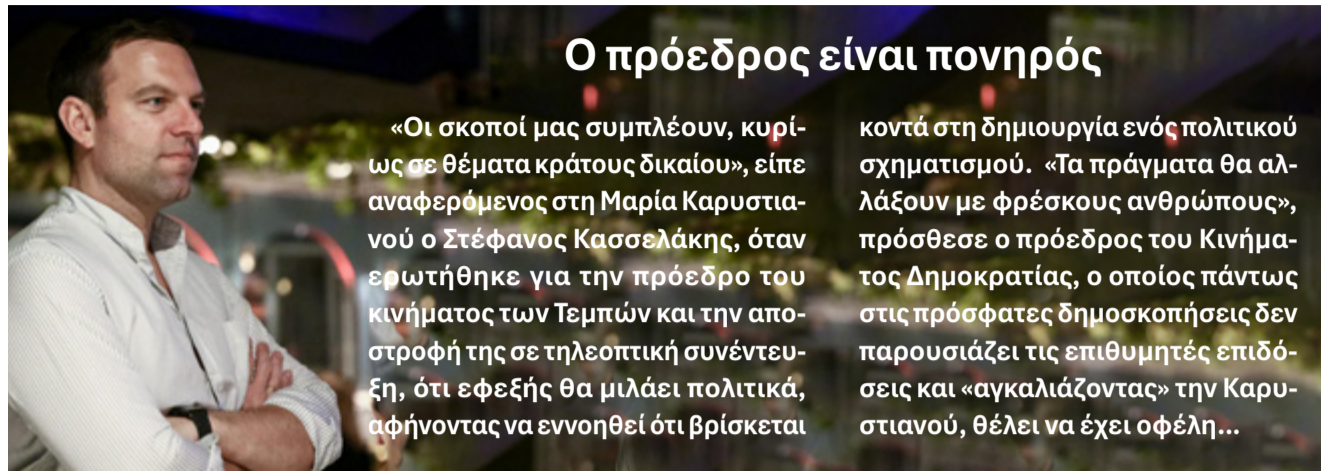 Ο πρόεδρος είναι πονηρός
«Οι σκοποί μας συμπλέουν, κυρί-
ως σε θέματα κράτους δικαίου», είπε
αναφερόμενος στη Μαρία Καρυστια-
νού ο Στέφανος Κασσελάκης, όταν
ερωτήθηκε για την πρόεδρο του
κινήματος των Τεμπών και την απο-
στροφή της σε τηλεοπτική συνέντευ-
ξη, ότι εφεξής θα μιλάει πολιτικά,
αφήνοντας να εννοηθεί ότι βρίσκεται
κοντά στη δημιουργία ενός πολιτικού
σχηματισμού. «Τα πράγματα θα αλ-
λάξουν με φρέσκους ανθρώπους»,
πρόσθεσε ο πρόεδρος του Κινήμα-
τος Δημοκρατίας, ο οποίος πάντως
στις πρόσφατες δημοσκοπήσεις δεν
παρουσιάζει τις επιθυμητές επιδό-
σεις και «αγκαλιάζοντας» την Καρυ-
στιανού, θέλει να έχει οφέλη...